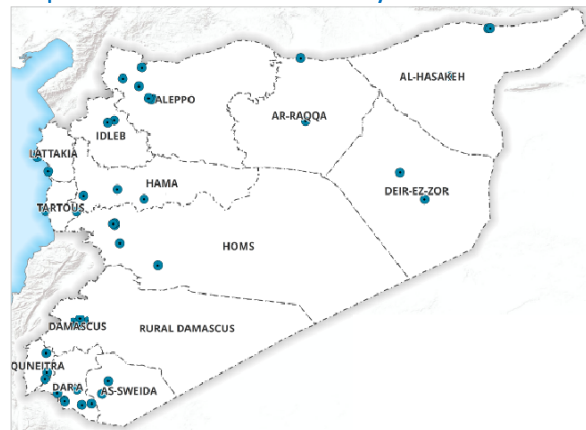 AL-HASAKEH
ALEPPO
AR-RAQQA
IDLEB
LATTAKIA
HAMA
DEIR-EZ-ZOR
TARTOUS
HOMS
DAMASCUS
RURAL DAMASCUS
QUNEITRA
DAR'A
AS-SWEIDA